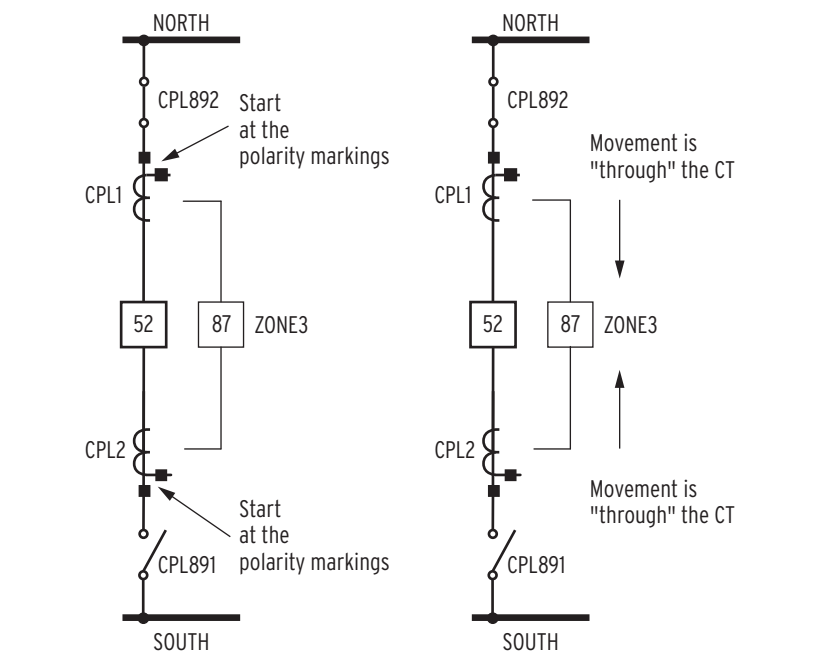 NORTH
CPL892
Start
at the
polarity markings
CPL1
52
87
ZONE3
CPL2
Start
at the
polarity markings
CPL891
SOUTH
NORTH
CPL892
Movement is
"through" the CT
CPL1
52
87
ZONE3
CPL2
Movement is
"through" the CT
CPL891
SOUTH